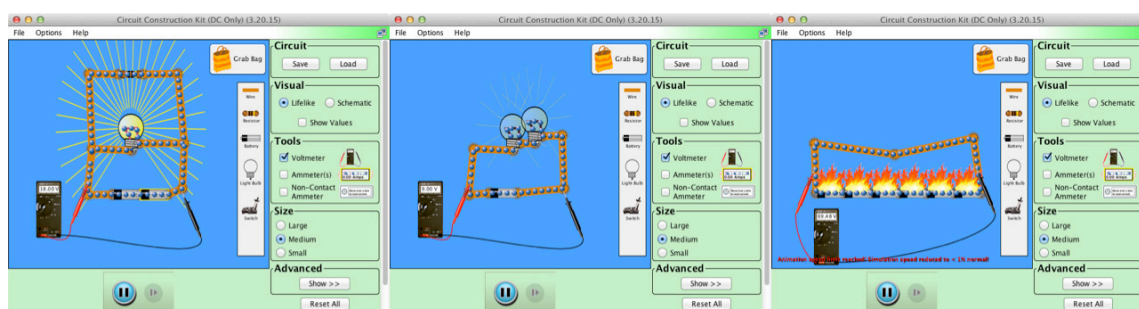 Circuit Construction Kit (DC Only) (3.20.15)
File Options Help
Grab Bag
Circuit
Save Load
Visual
Lifelike Schematic
Show Values
Tools
Voltmeter
Ammeter(s)
Non-Contact
Ammeter
Size
Large
Medium
Small
Advanced
Show >>
Reset All
Wire
Resistor
Battery
Light Bulb
Switch
18.00 V
Circuit Construction Kit (DC Only) (3.20.15)
File Options Help
Grab Bag
Circuit
Save Load
Visual
Lifelike Schematic
Show Values
Tools
Voltmeter
Ammeter(s)
Non-Contact
Ammeter
Size
Large
Medium
Small
Advanced
Show >>
Reset All
Wire
Resistor
Battery
Light Bulb
Switch
9.00 V
Circuit Construction Kit (DC Only) (3.20.15)
File Options Help
Grab Bag
Circuit
Save Load
Visual
Lifelike Schematic
Show Values
Tools
Voltmeter
Ammeter(s)
Non-Contact
Ammeter
Size
Large
Medium
Small
Advanced
Show >>
Reset All
Wire
Resistor
Battery
Light Bulb
Switch
Animation speed limit reached! Simulation speed reduced to < 1% normal!